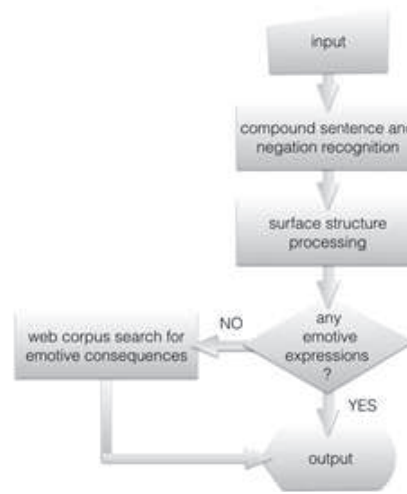 input
compound sentence and
negation recognition
surface structure
processing
any
emotive
expressions
?
NO
web corpus search for
emotive consequences
YES
output